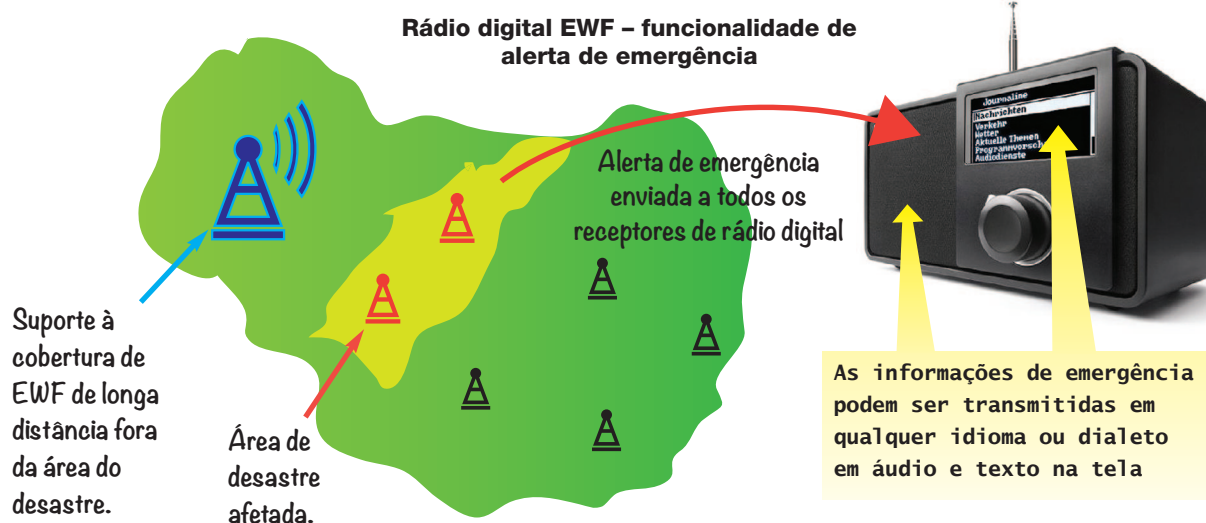 Rádio digital EWF – funcionalidade de
alerta de emergência
Journaline
Nachrichten
Verkehr
Wetter
Aktuelle Themen
Programmvorsch
Audiodienste
Alerta de emergência
enviada a todos os
receptores de rádio digital
Suporte à
cobertura de
EWF de longa
distância fora
da área do
desastre.
Área de
desastre
afetada.
As informações de emergência
podem ser transmitidas em
qualquer idioma ou dialeto
em áudio e texto na tela